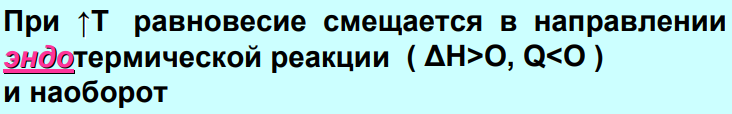 При ↑Т равновесие смещается в направлении
эндотермической реакции ( ΔН>О, Q<О )
и наоборот